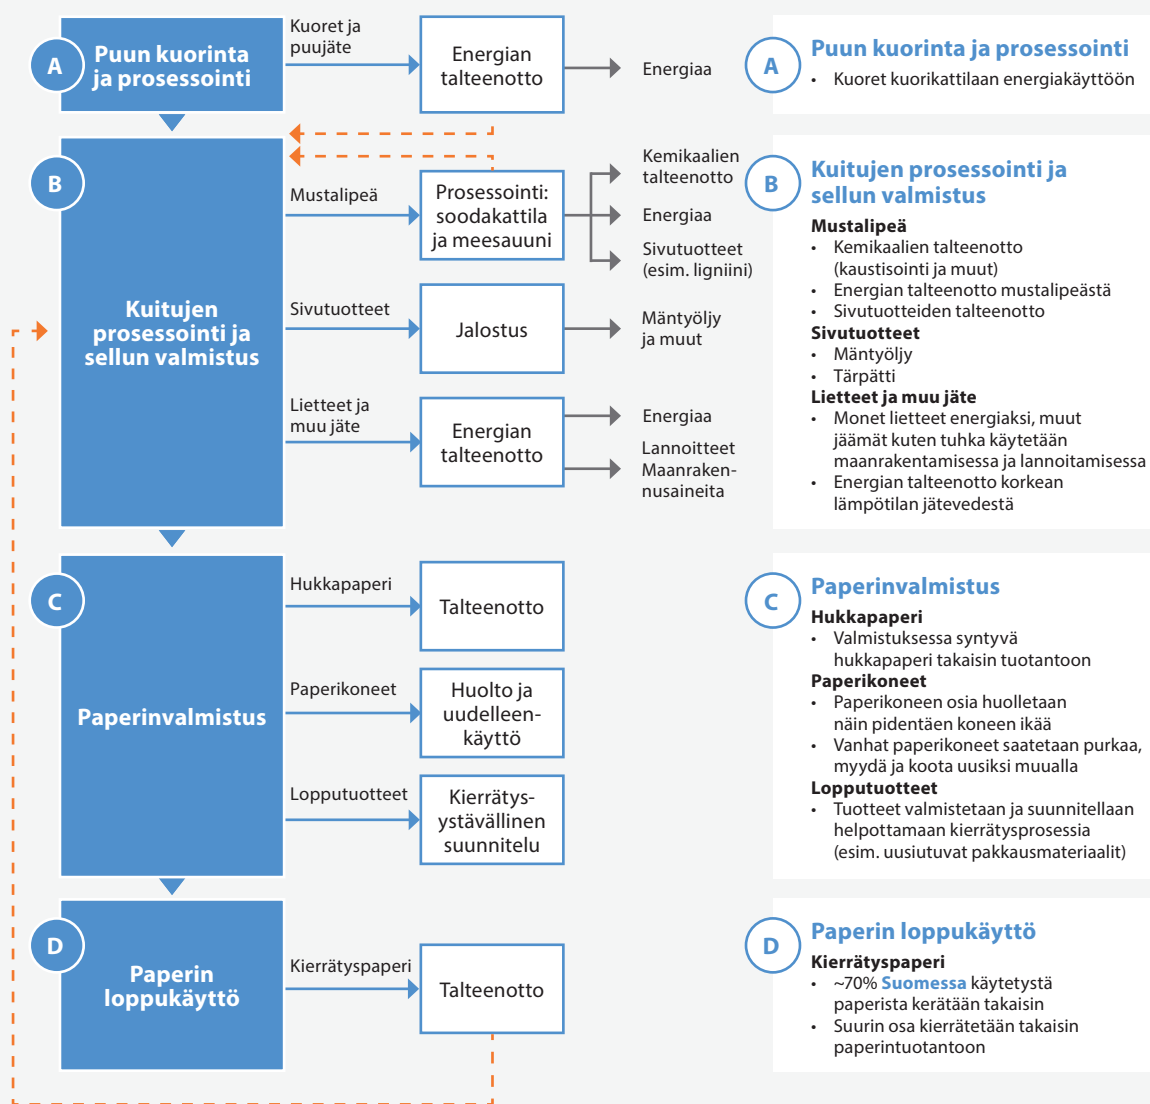 A
Puun kuorinta
ja prosessointi
Kuoret ja
puujäte
Energian
talteenotto
Energiaa
B
Kuitujen
prosessointi ja
sellun valmistus
Mustalipeä
Prosessointi:
soodakattila
ja meesauuni
Kemikaalien
talteenotto
Energiaa
Sivutuotteet
(esim. ligniini)
Sivutuotteet
Jalostus
Mäntyöljy
ja muut
Lietteet ja
muu jäte
Energian
talteenotto
Energiaa
Lannoitteet
Maanraken-
nusaineita
C
Paperinvalmistus
Hukkapaperi
Talteenotto
Paperikoneet
Huolto ja
uudelleen-
käyttö
Lopputuotteet
Kierrätys-
ystävällinen
suunnitelu
D
Paperin
loppukäyttö
Kierrätyspaperi
Talteenotto
A
Puun kuorinta ja prosessointi
• Kuoret kuorikattilaan energiakäyttöön
B
Kuitujen prosessointi ja
sellun valmistus
Mustalipeä
• Kemikaalien talteenotto
(kaustisointi ja muut)
• Energian talteenotto mustalipeästä
• Sivutuotteiden talteenotto
Sivutuotteet
• Mäntyöljy
• Tärpätti
Lietteet ja muu jäte
• Monet lietteet energiaksi, muut
jäämät kuten tuhka käytetään
maanrakentamisessa ja lannoitamisessa
• Energian talteenotto korkean
lämpötilan jätevedestä
C
Paperinvalmistus
Hukkapaperi
• Valmistuksessa syntyvä
hukkapaperi takaisin tuotantoon
Paperikoneet
• Paperikoneen osia huolletaan
näin pidentäen koneen ikää
• Vanhat paperikoneet saatetaan purkaa,
myydä ja koota uusiksi muualla
Lopputuotteet
• Tuotteet valmistetaan ja suunnitellaan
helpottamaan kierrätysprosessia
(esim. uusiutuvat pakkausmateriaalit)
D
Paperin loppukäyttö
Kierrätyspaperi
• ~70% Suomessa käytetystä
paperista kerätään takaisin
• Suurin osa kierrätetään takaisin
paperintuotantoon